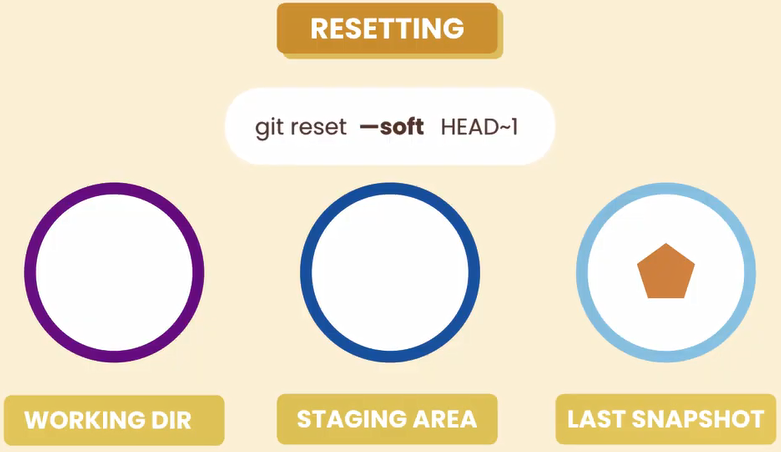 RESETTING
git reset —soft HEAD~1
WORKING DIR
STAGING AREA
LAST SNAPSHOT